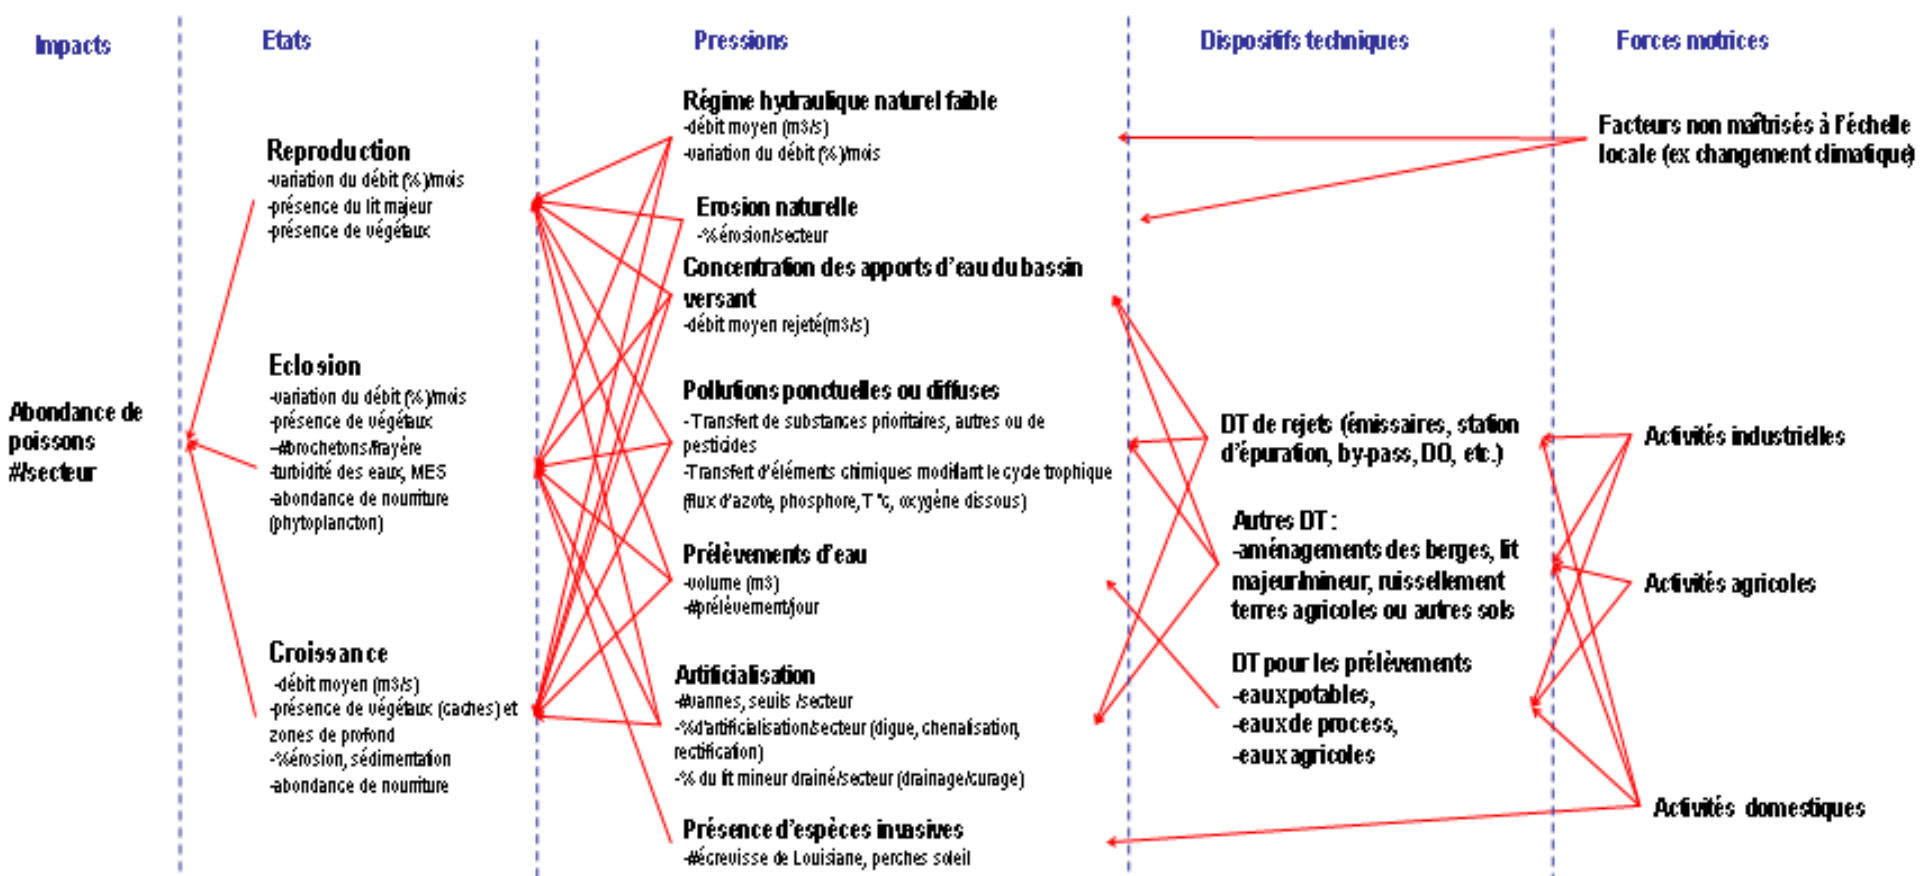 Impacts
Etats
Pressions
Dispositifs techniques
Forces motrices
Abondance de
poissons
#/secteur
Reproduction
-variation du débit (%)/mois
-présence du lit majeur
-présence de végétaux
Eclosion
-variation du débit (%)/mois
-présence de végétaux
-#brochetons/frayère
-turbidité des eaux, MES
-abondance de nourriture
(phytoplancton)
Croissance
-débit moyen (m3/s)
-présence de végétaux (caches) et
zones de profond
-%érosion, sédimentation
-abondance de nourriture
Régime hydraulique naturel faible
-débit moyen (m3/s)
-variation du débit (%)/mois
Erosion naturelle
-%érosion/secteur
Concentration des apports d'eau du bassin
versant
-débit moyen rejeté(m3/s)
Pollutions ponctuelles ou diffuses
- Transfert de substances prioritaires, autres ou de
pesticides
-Transfert d'éléments chimiques modifiant le cycle trophique
(flux d'azote, phosphore, T °c, oxygène dissous)
Prélèvements d'eau
-volume (m3)
-#prélèvement/jour
Artificialisation
-#vannes, seuils /secteur
-%d'artificialisation/secteur (digue, chenalisation,
rectification)
-% du lit mineur drainé/secteur (drainage/curage)
Présence d'espèces invasives
-#écrevisse de Louisiane, perches soleil
DT de rejets (émissaires, station
d'épuration, by-pass, DO, etc.)
Autres DT :
-aménagements des berges, lit
majeur/mineur, ruissellement
terres agricoles ou autres sols
DT pour les prélèvements
-eaux potables,
-eaux de process,
-eaux agricoles
Facteurs non maîtrisés à l'échelle
locale (ex changement climatique)
Activités industrielles
Activités agricoles
Activités domestiques